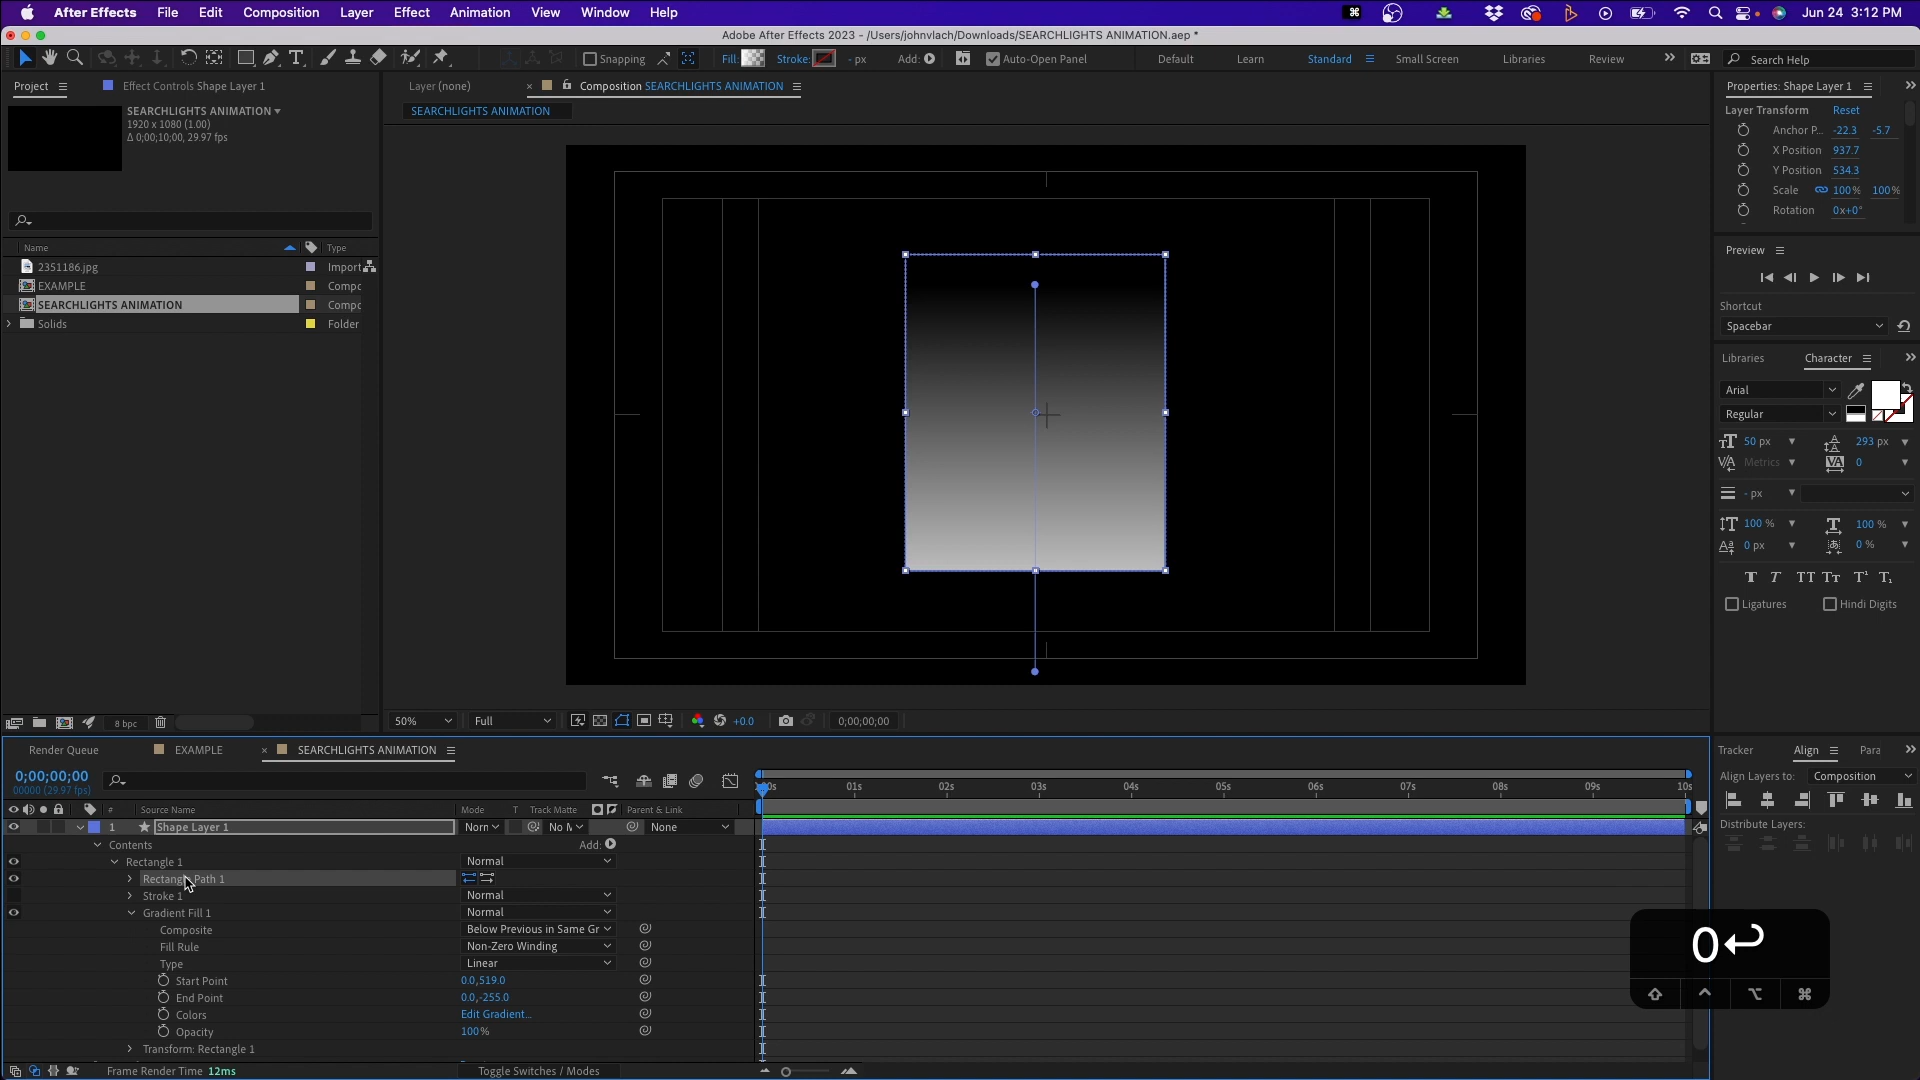 After Effects File Edit Composition Layer Effect Animation View Window Help Jun 24 3:12 PM
Adobe After Effects 2023 - /Users/johnvlach/Downloads/SEARCHLIGHTS ANIMATION.aep *
Snapping Fill: Stroke: - px Add: Auto-Open Panel Default Learn Standard Small Screen Libraries Review Search Help
Project Effect Controls Shape Layer 1
SEARCHLIGHTS ANIMATION
1920 x 1080 (1.00)
Δ 0;00;10;00, 29.97 fps
Name Type
2351186.jpg Import
EXAMPLE Compo
SEARCHLIGHTS ANIMATION Compo
Solids Folder
8 bpc
Layer (none) Composition SEARCHLIGHTS ANIMATION
SEARCHLIGHTS ANIMATION
50% Full +0.0 0;00;00;00
Properties: Shape Layer 1
Layer Transform Reset
Anchor P... -22.3 -5.7
X Position 937.7
Y Position 534.3
Scale 100% 100%
Rotation 0x+0°
Preview
Shortcut
Spacebar
Libraries Character
Arial
Regular
50 px 293 px
Metrics 0
- px
100 % 100 %
0 px 0 %
T T TT Tт T¹ T₁
Ligatures Hindi Digits
Render Queue EXAMPLE SEARCHLIGHTS ANIMATION
0;00;00;00
00000 (29.97 fps)
01s 02s 03s 04s 05s 06s 07s 08s 09s 10s
# Source Name Mode T Track Matte Parent & Link
1 Shape Layer 1 Norn No M None
Contents Add:
Rectangle 1 Normal
Rectangle Path 1
Stroke 1 Normal
Gradient Fill 1 Normal
Composite Below Previous in Same Gr
Fill Rule Non-Zero Winding
Type Linear
Start Point 0.0,519.0
End Point 0.0,-255.0
Colors Edit Gradient...
Opacity 100%
Transform: Rectangle 1
Frame Render Time 12ms Toggle Switches / Modes
Tracker Align Para
Align Layers to: Composition
Distribute Layers:
0↩
⇧ ⌃ ⌥ ⌘